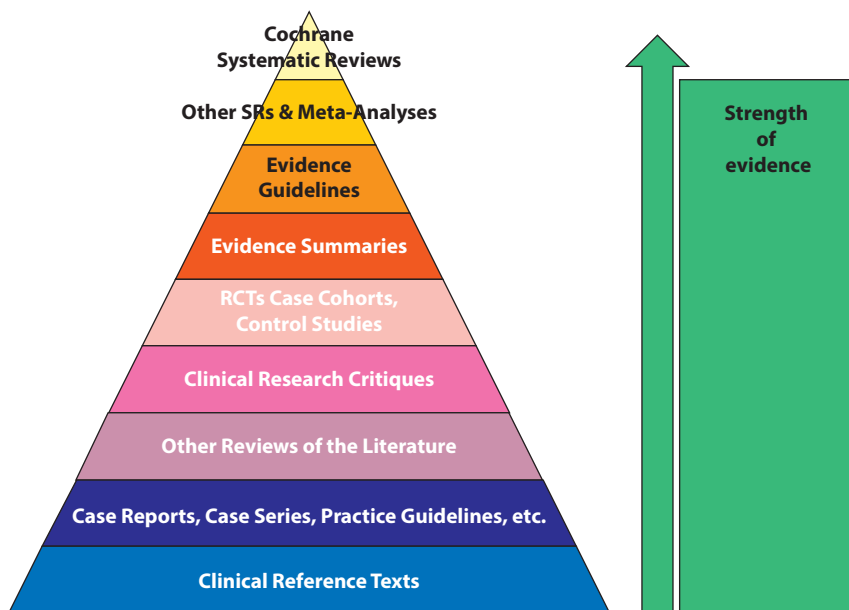 Cochrane
Systematic Reviews
Other SRs & Meta-Analyses
Evidence
Guidelines
Evidence Summaries
RCTs Case Cohorts,
Control Studies
Clinical Research Critiques
Other Reviews of the Literature
Case Reports, Case Series, Practice Guidelines, etc.
Clinical Reference Texts
Strength
of
evidence